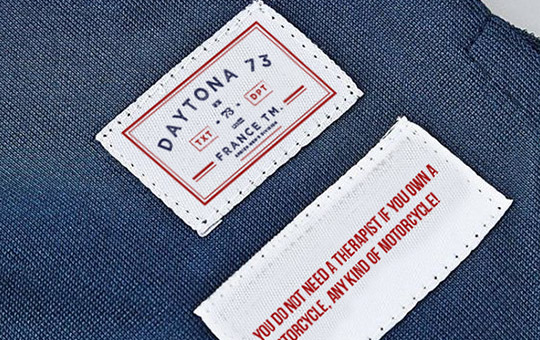 DAYTONA 73
73
TXT
DPT
FRANCE TM.
YOU DO NOT NEED A THERAPIST IF YOU OWN A
MOTORCYCLE, ANY KIND OF MOTORCYCLE!